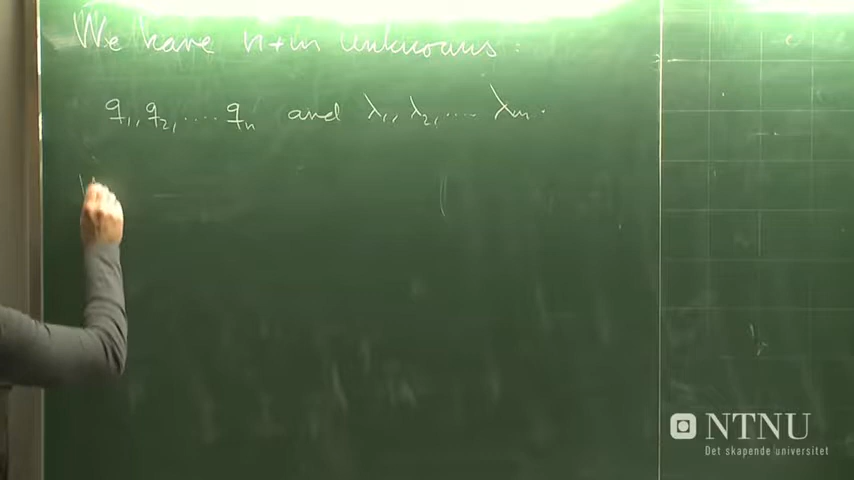 We have n+m unknowns :
q₁, q₂, .... qₙ and λ₁, λ₂, .... λₘ.
NTNU
Det skapende universitet